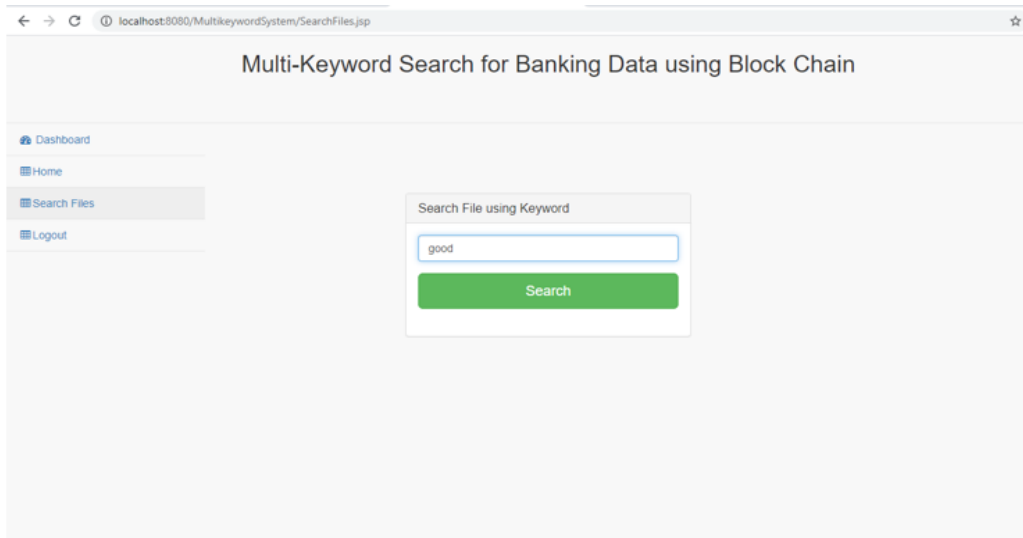 localhost:8080/MultikeywordSystem/SearchFiles.jsp
Multi-Keyword Search for Banking Data using Block Chain
Dashboard
Home
Search Files
Logout
Search File using Keyword
good
Search